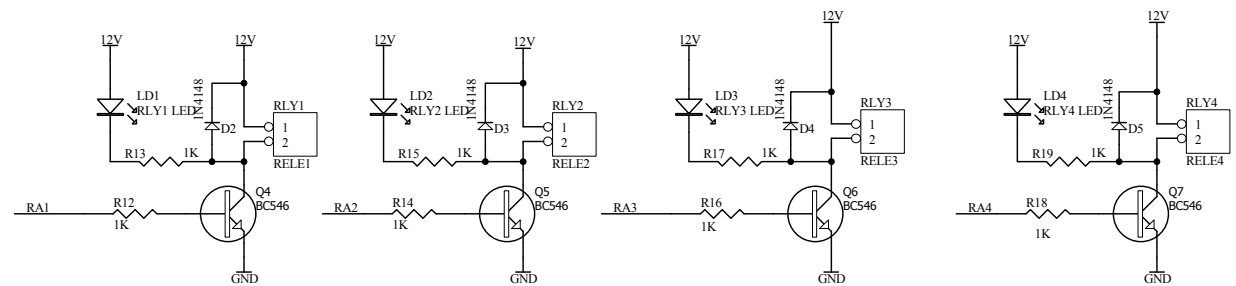 12V
12V
1N4148
LD1
RLY1 LED
D2
RLY1
1
2
RELE1
R13
1K
RA1
R12
1K
Q4
BC546
GND
12V
12V
1N4148
LD2
RLY2 LED
D3
RLY2
1
2
RELE2
R15
1K
RA2
R14
1K
Q5
BC546
GND
12V
12V
1N4148
LD3
RLY3 LED
D4
RLY3
1
2
RELE3
R17
1K
RA3
R16
1K
Q6
BC546
GND
12V
12V
1N4148
LD4
RLY4 LED
D5
RLY4
1
2
RELE4
R19
1K
RA4
R18
1K
Q7
BC546
GND